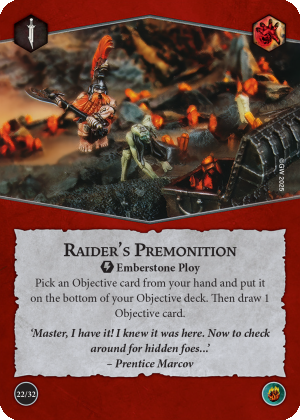 ©GW 2025
Raider's Premonition
Emberstone Ploy
Pick an Objective card from your hand and put it
on the bottom of your Objective deck. Then draw 1
Objective card.
‘Master, I have it! I knew it was here. Now to check
around for hidden foes...’
– Prentice Marcov
22/32